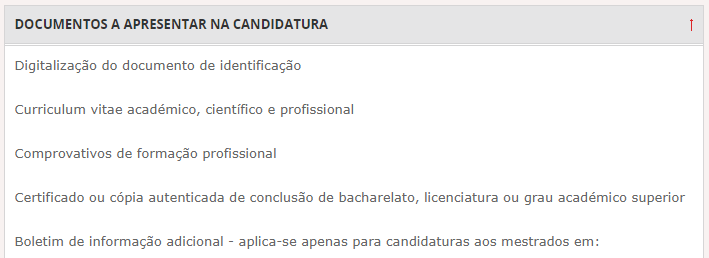 DOCUMENTOS A APRESENTAR NA CANDIDATURA
Digitalização do documento de identificação
Curriculum vitae académico, científico e profissional
Comprovativos de formação profissional
Certificado ou cópia autenticada de conclusão de bacharelato, licenciatura ou grau académico superior
Boletim de informação adicional - aplica-se apenas para candidaturas aos mestrados em: